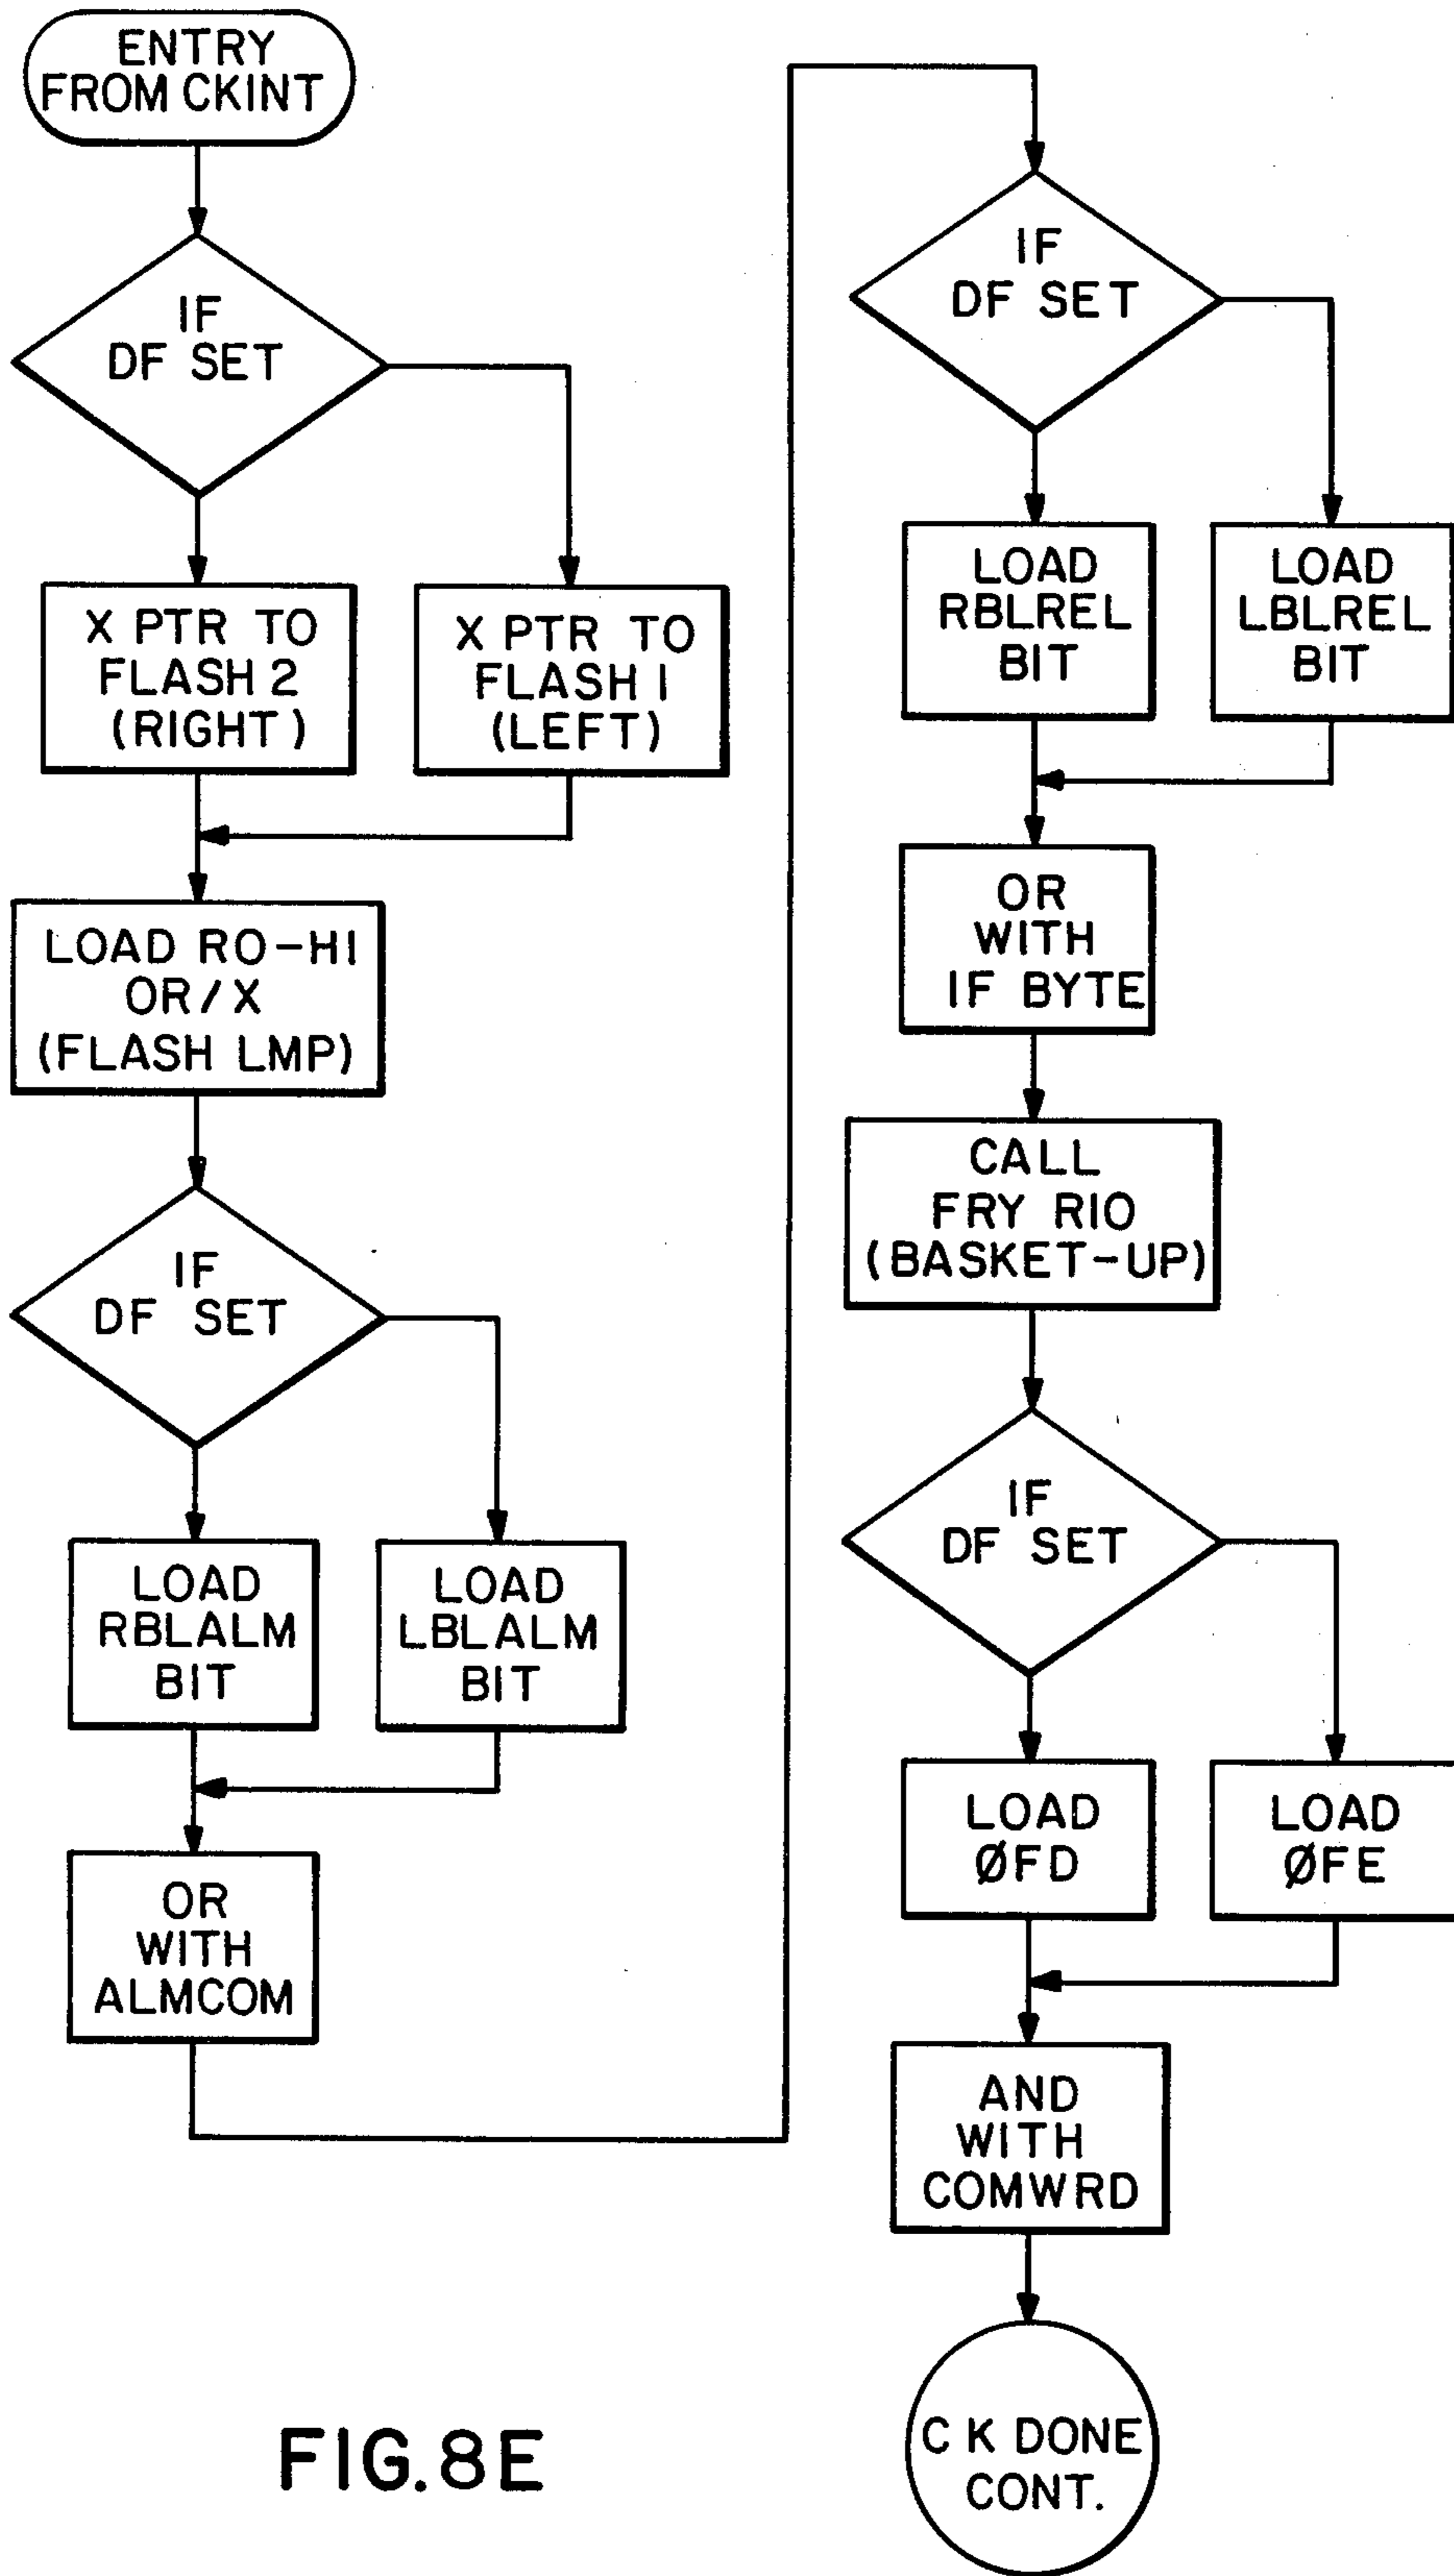 ENTRY
FROM CKINT
IF
DF SET
X PTR TO
FLASH 2
(RIGHT)
X PTR TO
FLASH 1
(LEFT)
LOAD RO-HI
OR/X
(FLASH LMP)
IF
DF SET
LOAD
RBLALM
BIT
LOAD
LBLALM
BIT
OR
WITH
ALMCOM
IF
DF SET
LOAD
RBLREL
BIT
LOAD
LBLREL
BIT
OR
WITH
IF BYTE
CALL
FRY RIO
(BASKET-UP)
IF
DF SET
LOAD
ØFD
LOAD
ØFE
AND
WITH
COMWRD
CK DONE
CONT.
FIG.8E